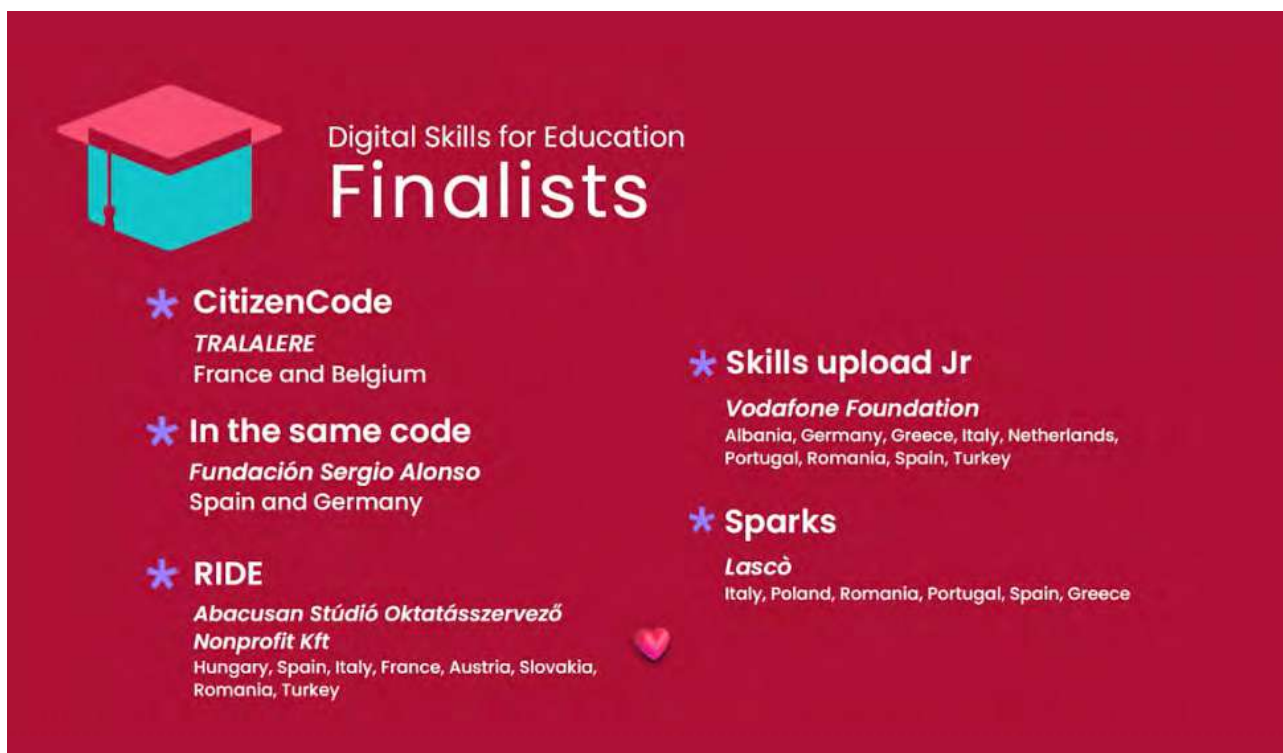 Digital Skills for Education
Finalists
CitizenCode
TRALALERE
France and Belgium
In the same code
Fundación Sergio Alonso
Spain and Germany
RIDE
Abacusan Stúdió Oktatásszervező
Nonprofit Kft
Hungary, Spain, Italy, France, Austria, Slovakia,
Romania, Turkey
Skills upload Jr
Vodafone Foundation
Albania, Germany, Greece, Italy, Netherlands,
Portugal, Romania, Spain, Turkey
Sparks
Lascò
Italy, Poland, Romania, Portugal, Spain, Greece